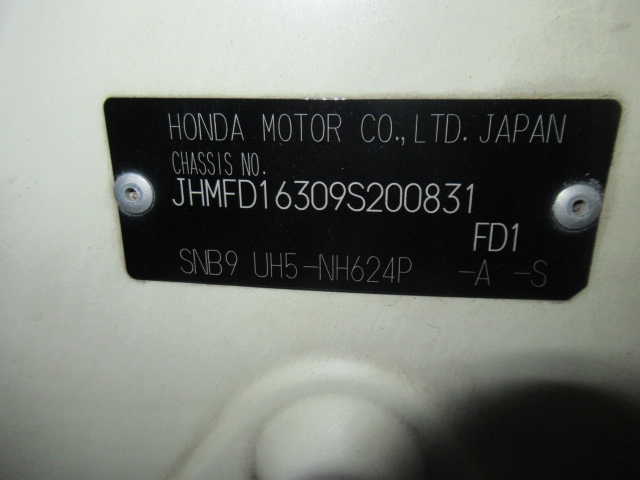 HONDA MOTOR CO.,LTD. JAPAN
CHASSIS NO.
JHMFD16309S200831
FD1
SNB9 UH5-NH624P -A -S